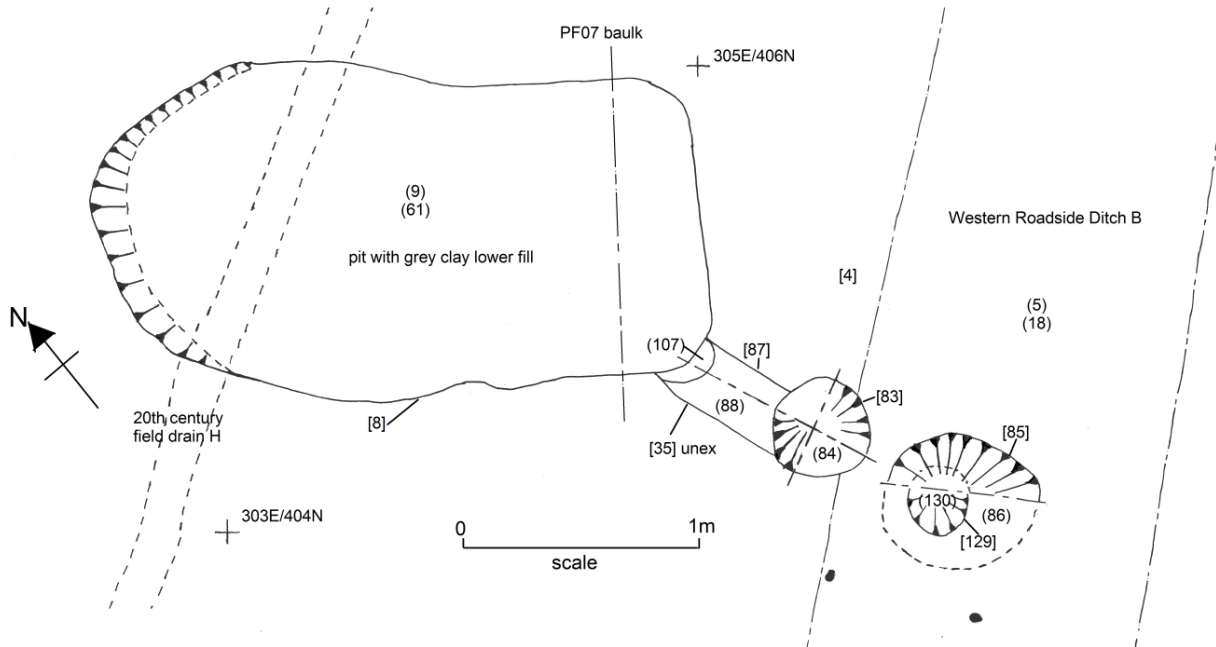 PF07 baulk
305E/406N
(9)
(61)
pit with grey clay lower fill
Western Roadside Ditch B
[4]
(5)
(18)
N
(107)
[87]
[83]
(88)
(84)
[85]
20th century
field drain H
[8]
[35] unex
(130)
(86)
[129]
303E/404N
0
1m
scale